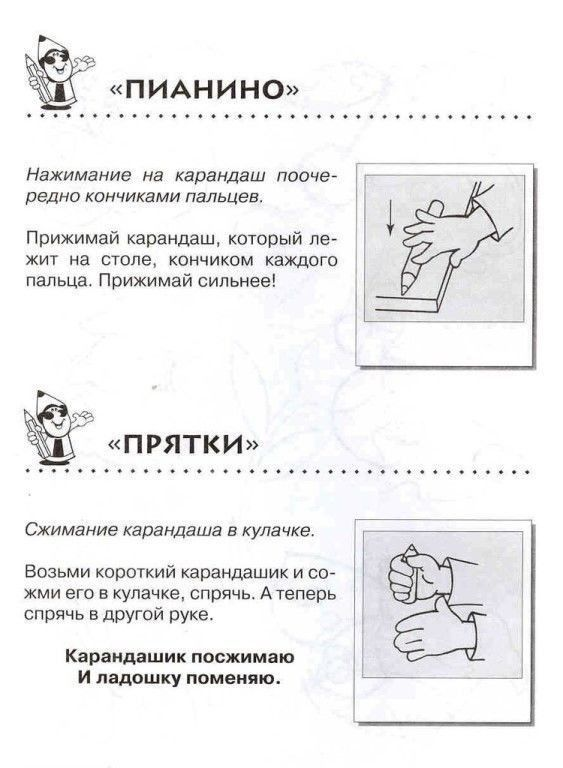 «ПИАНИНО»
Нажимание на карандаш пооче-
редно кончиками пальцев.
Прижимай карандаш, который ле-
жит на столе, кончиком каждого
пальца. Прижимай сильнее!
«ПРЯТКИ»
Сжимание карандаша в кулачке.
Возьми короткий карандашик и со-
жми его в кулачке, спрячь. А теперь
спрячь в другой руке.
Карандашик посжимаю
И ладошку поменяю.